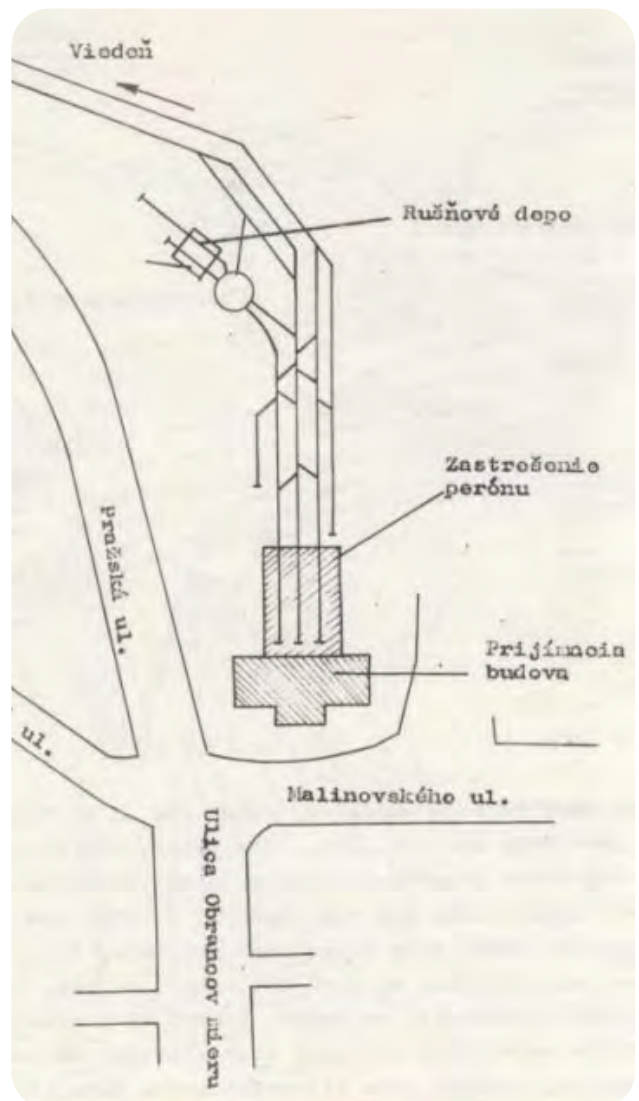 Viedeň
Rušňové depo
Zastrešenie
perónu
Pražská ul.
Prijímacia
budova
ul.
Malinovského ul.
Ulica Obrancov mieru